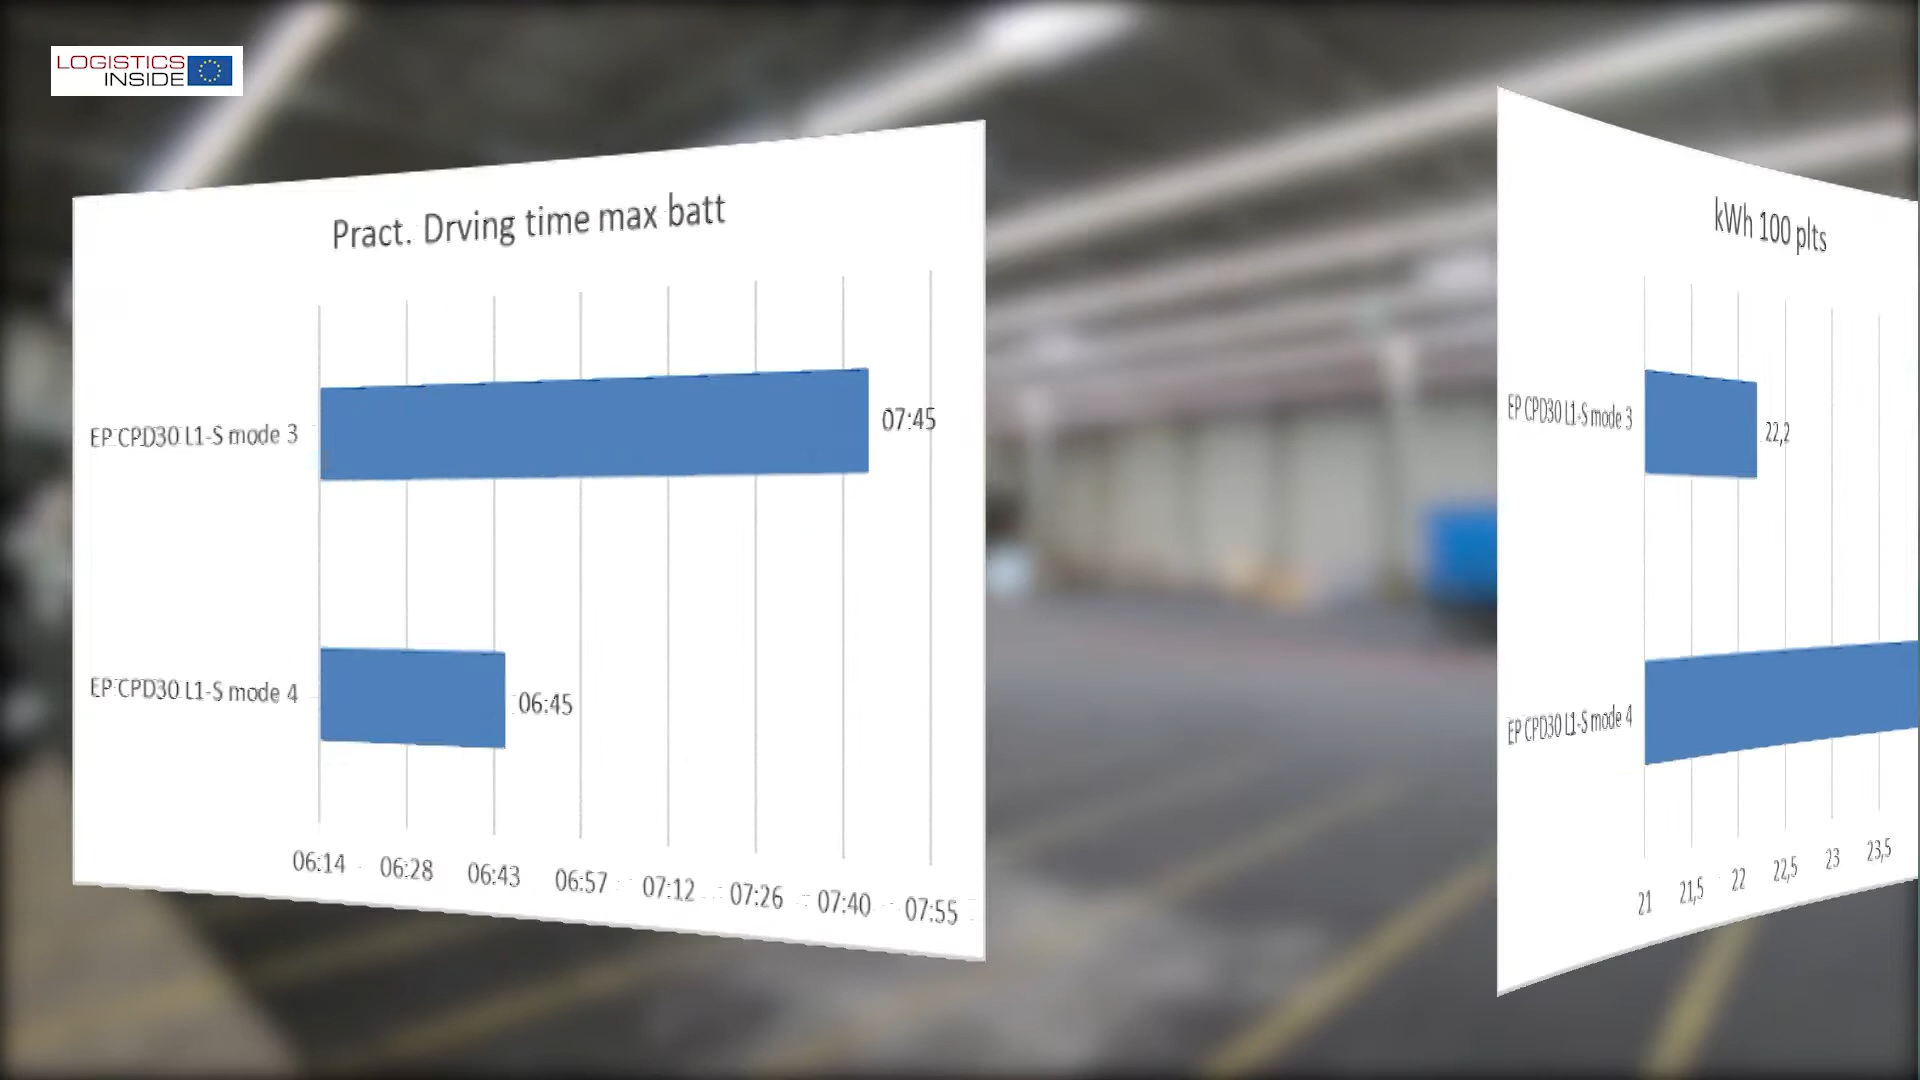 LOGISTICS
INSIDE
Pract. Drving time max batt
EP CPD30 L1-S mode 3
07:45
EP CPD30 L1-S mode 4
06:45
06:14 06:28 06:43 06:57 07:12 07:26 07:40 07:55
kWh 100 plts
EP CPD30 L1-S mode 3
22,2
EP CPD30 L1-S mode 4
21 21,5 22 22,5 23 23,5